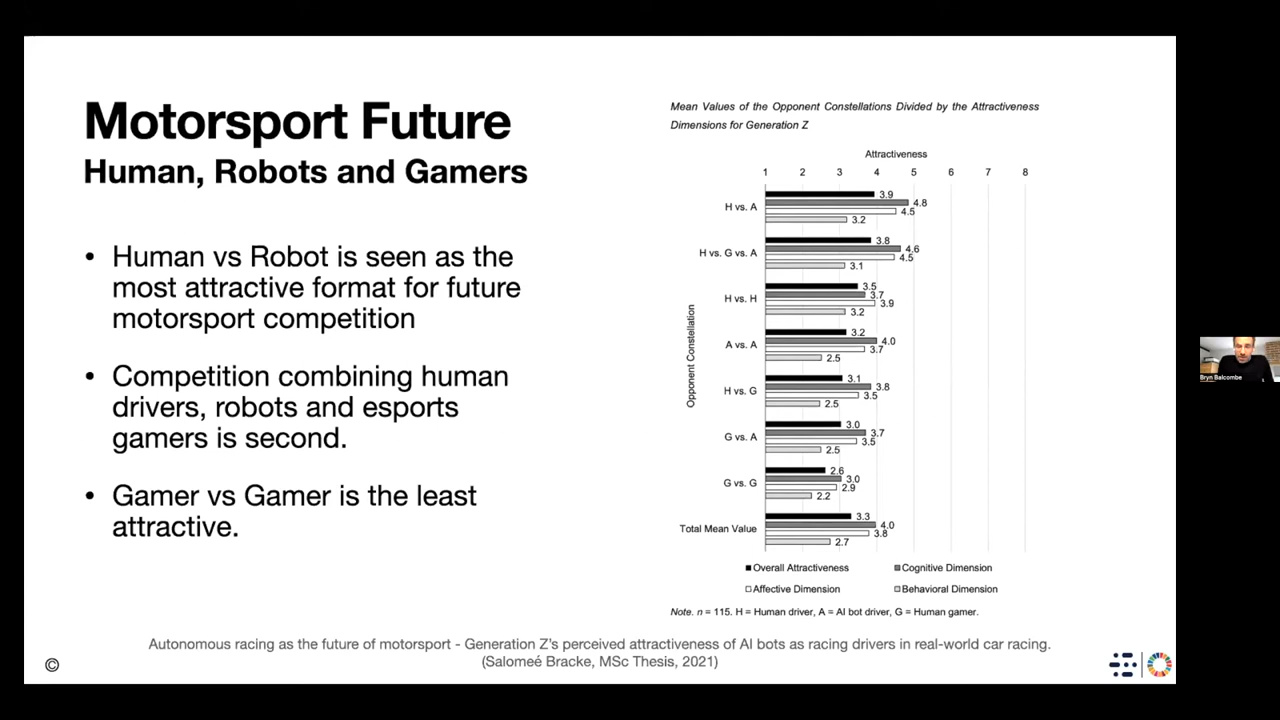 Motorsport Future
Human, Robots and Gamers
• Human vs Robot is seen as the
most attractive format for future
motorsport competition
• Competition combining human
drivers, robots and esports
gamers is second.
• Gamer vs Gamer is the least
attractive.
Mean Values of the Opponent Constellations Divided by the Attractiveness
Dimensions for Generation Z
Attractiveness
1 2 3 4 5 6 7 8
Opponent Constellation
H vs. A 3.9 4.8 4.5 3.2
H vs. G vs. A 3.8 4.6 4.5 3.1
H vs. H 3.5 3.7 3.9 3.2
A vs. A 3.2 4.0 3.7 2.5
H vs. G 3.1 3.8 3.5 2.5
G vs. A 3.0 3.7 3.5 2.5
G vs. G 2.6 3.0 2.9 2.2
Total Mean Value 3.3 4.0 3.8 2.7
Overall Attractiveness Cognitive Dimension
Affective Dimension Behavioral Dimension
Note. n = 115. H = Human driver, A = AI bot driver, G = Human gamer.
Autonomous racing as the future of motorsport - Generation Z's perceived attractiveness of AI bots as racing drivers in real-world car racing.
(Salomeé Bracke, MSc Thesis, 2021)
©
Bryn Balcombe